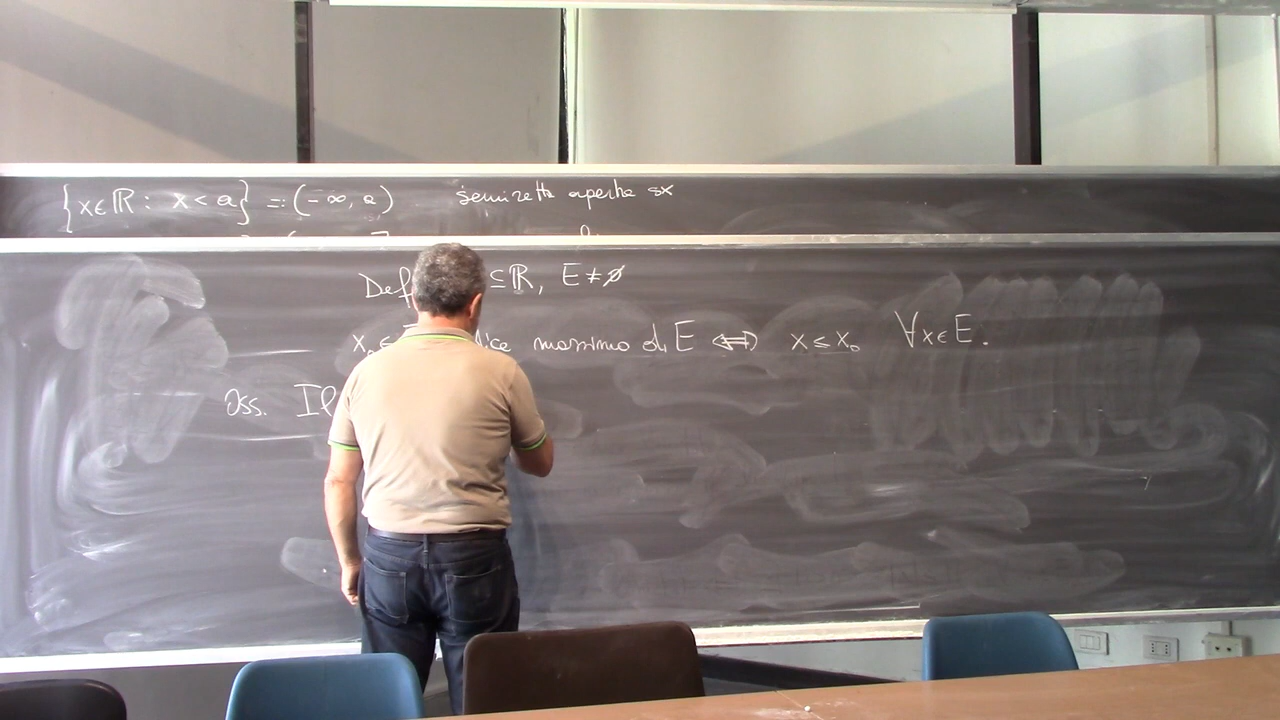 {x∈ℝ : x < a} = (-∞, a) semiretta aperta sx
Def ⊆ℝ, E ≠ ∅
x₀ ∈ dice massimo di E ⟺ x ≤ x₀ ∀x∈E.
Oss. Il